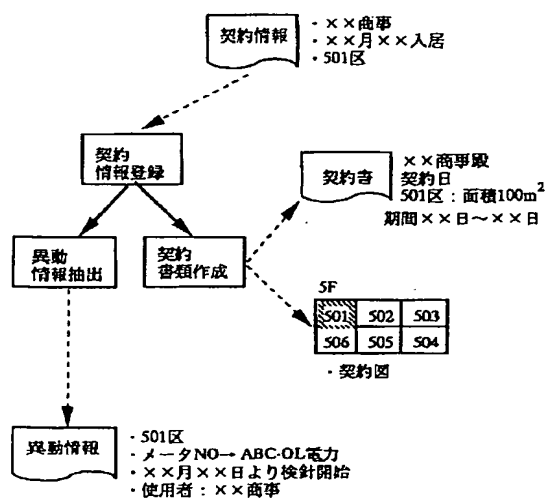 契約情報
・××商事
・××月××入居
・501区
契約
情報登録
契約書
××商事殿
契約日
501区：面積100m²
期間××日～××日
異動
情報抽出
契約
書類作成
5F
501 502 503
506 505 504
・契約図
異動情報
・501区
・メータNO→ABC-OL電力
・××月××日より検針開始
・使用者：××商事